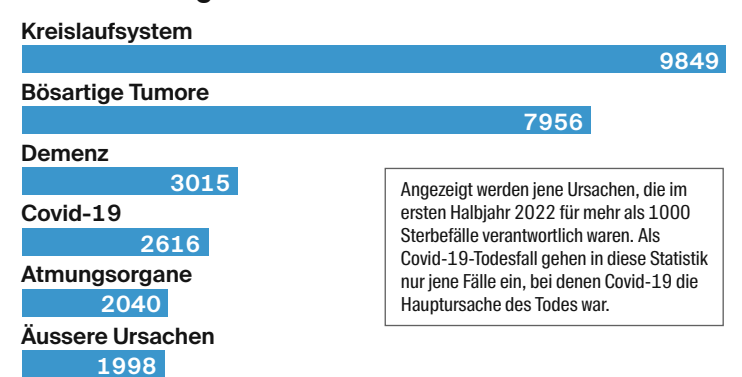 Kreislaufsystem
9849
Bösartige Tumore
7956
Demenz
3015
Covid-19
2616
Atmungsorgane
2040
Äussere Ursachen
1998
Angezeigt werden jene Ursachen, die im
ersten Halbjahr 2022 für mehr als 1000
Sterbefälle verantwortlich waren. Als
Covid-19-Todesfall gehen in diese Statistik
nur jene Fälle ein, bei denen Covid-19 die
Hauptursache des Todes war.